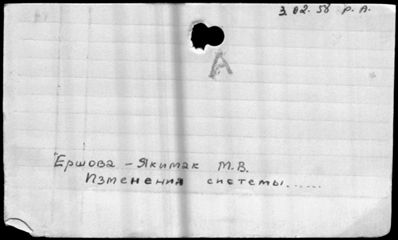 3.02.58 р.А.
А
Ершова - Якимак М.В.
Изменения системы.....